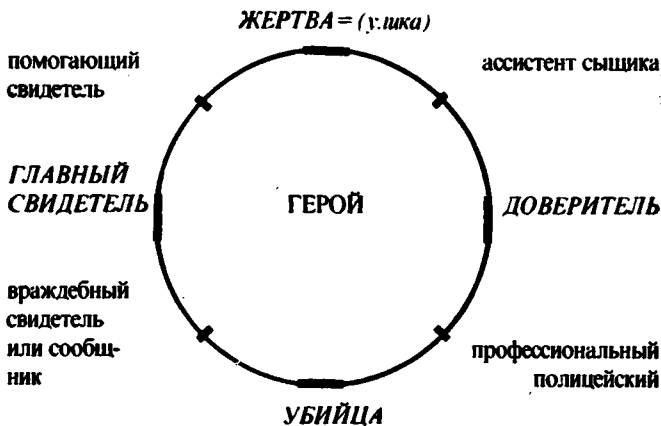 ЖЕРТВА = (улика)
помогающий
свидетель
ассистент сыщика
ГЛАВНЫЙ
СВИДЕТЕЛЬ
ГЕРОЙ
ДОВЕРИТЕЛЬ
враждебный
свидетель
или сообщ-
ник
профессиональный
полицейский
УБИЙЦА